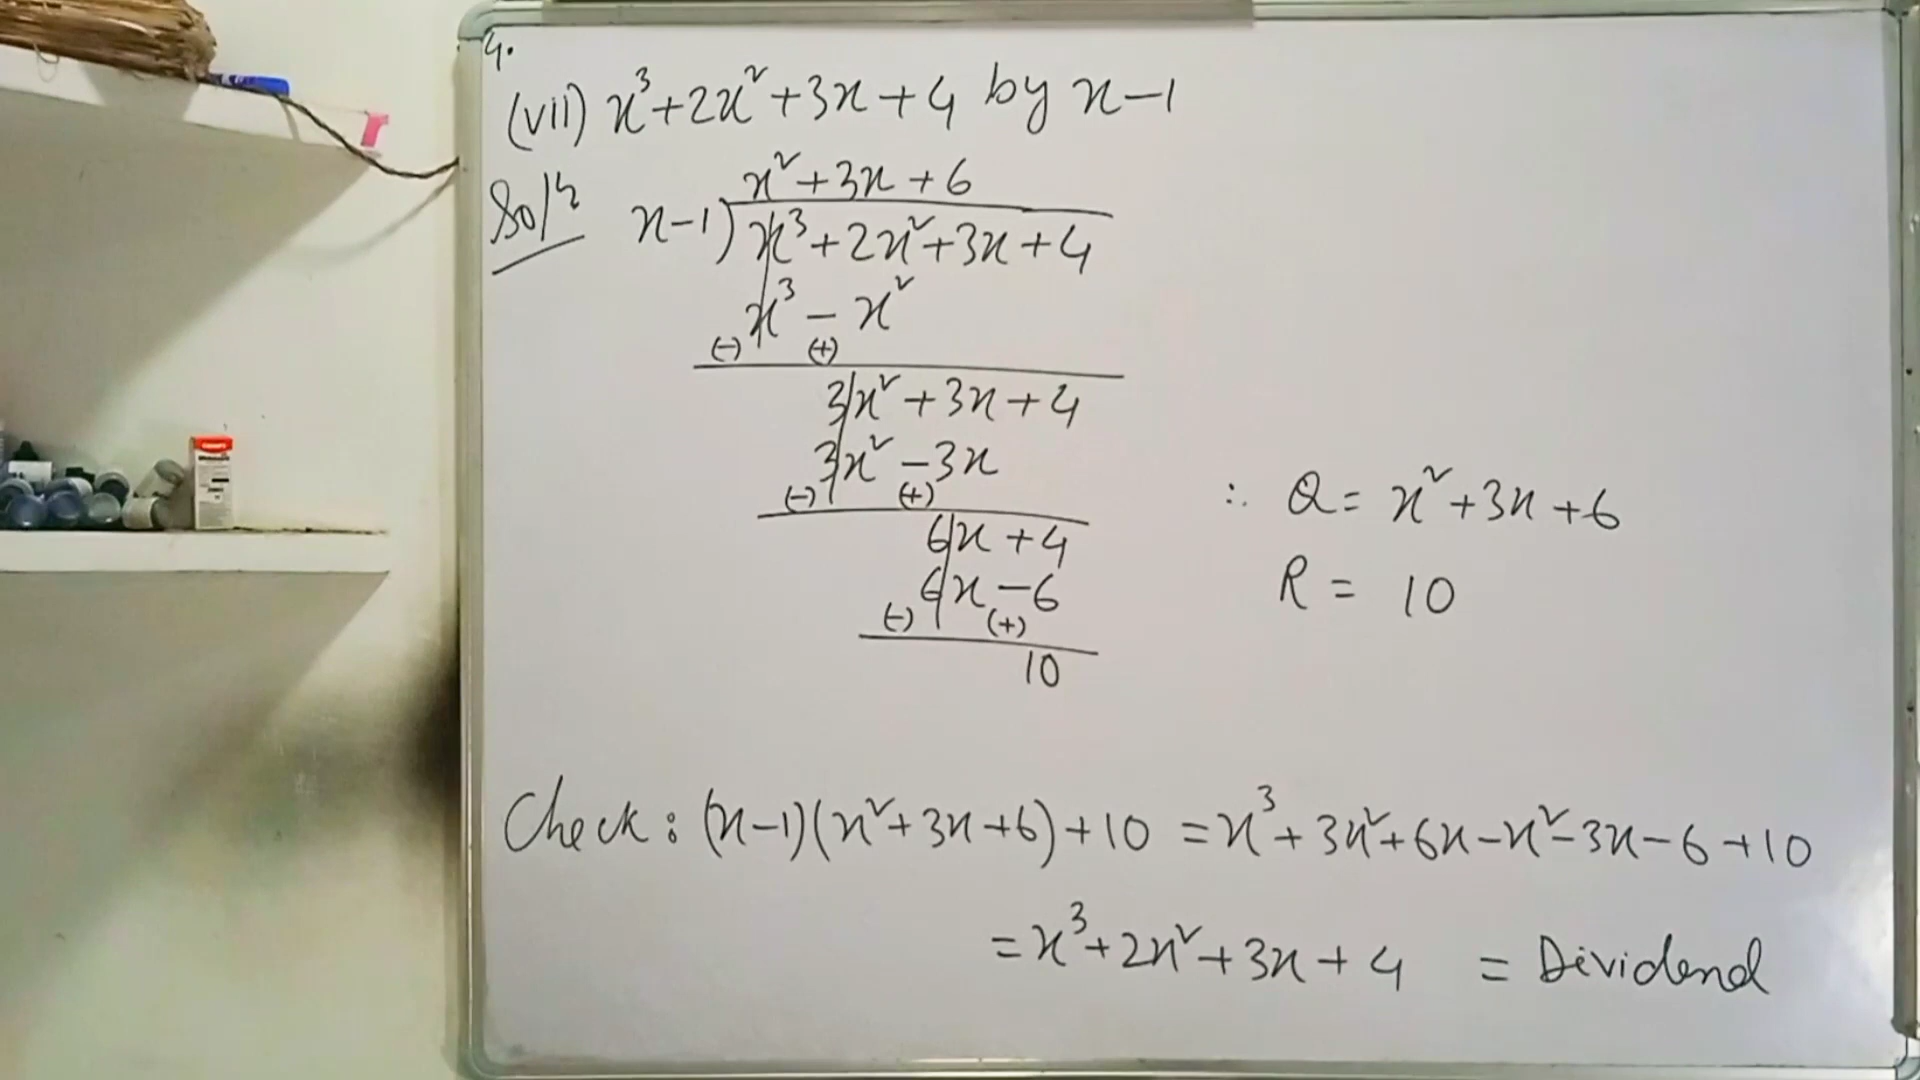 4.
(vii) x³+2x²+3x+4 by x-1
Solⁿ
x²+3x+6
x-1)x³+2x²+3x+4
x³-x²
(-) (+)
3x²+3x+4
3x²-3x
(-) (+)
6x+4
6x-6
(-) (+)
10
∴ Q= x²+3x+6
R= 10
Check: (x-1)(x²+3x+6)+10 =x³+3x²+6x-x²-3x-6+10
=x³+2x²+3x+4 = Dividend